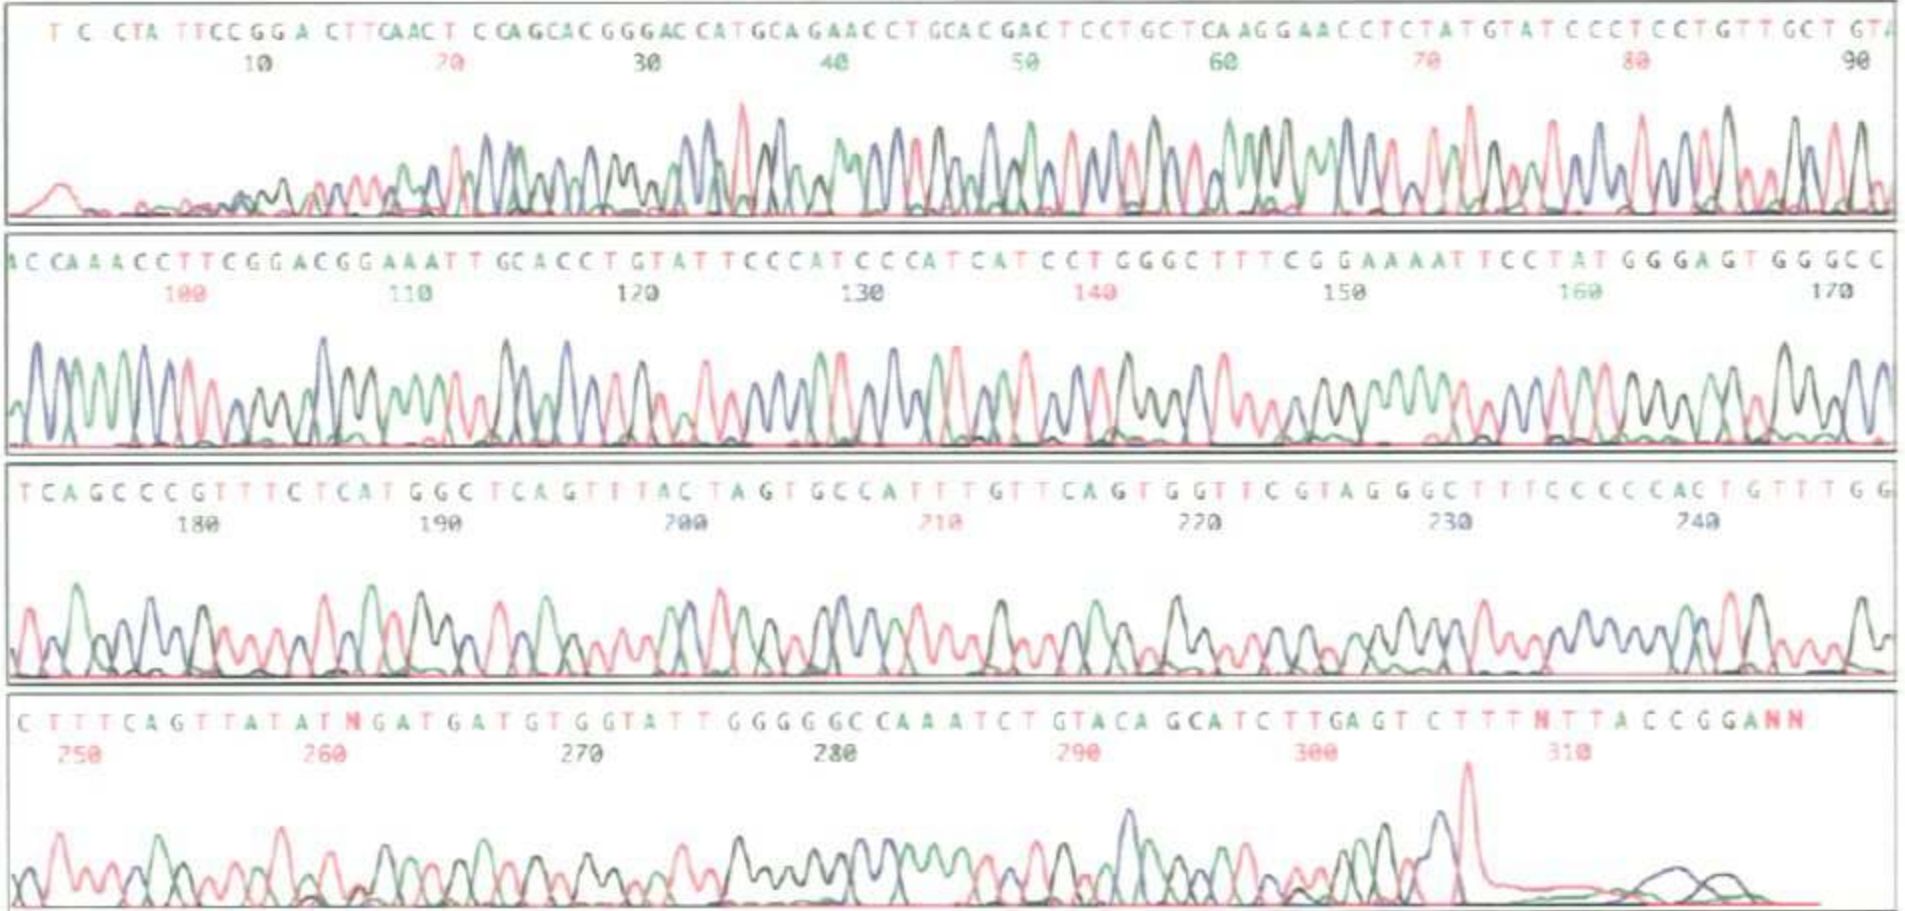 T C CTA TTCCGGA CTTCAACT CCAGCACGGGACCATGCAGAACCTGCACGACTCCTGCTCAAGGAACCTCTATGTATCCCTCCTGTTGCTGTA
10 20 30 40 50 60 70 80 90
ACCAAACCTTCGGACGGAAATTGCACCTGTATTCCCATCCCATCATCCTGGGCTTTCGGAAAATTCCTATGGGAGTGGGCC
100 110 120 130 140 150 160 170
TCAGCCCGTTTCTCATGGCTCAGTTTACTAGTGCCATTTGTTCAGTGGTTCGTAGGGCTTTCCCCCACTGTTTGG
180 190 200 210 220 230 240
CTTTCAGTTATATNGATGATGTGGTATTGGGGGCCAAATCTGTACAGCATCTTGAGTCTTTNTTACCGGANN
250 260 270 280 290 300 310